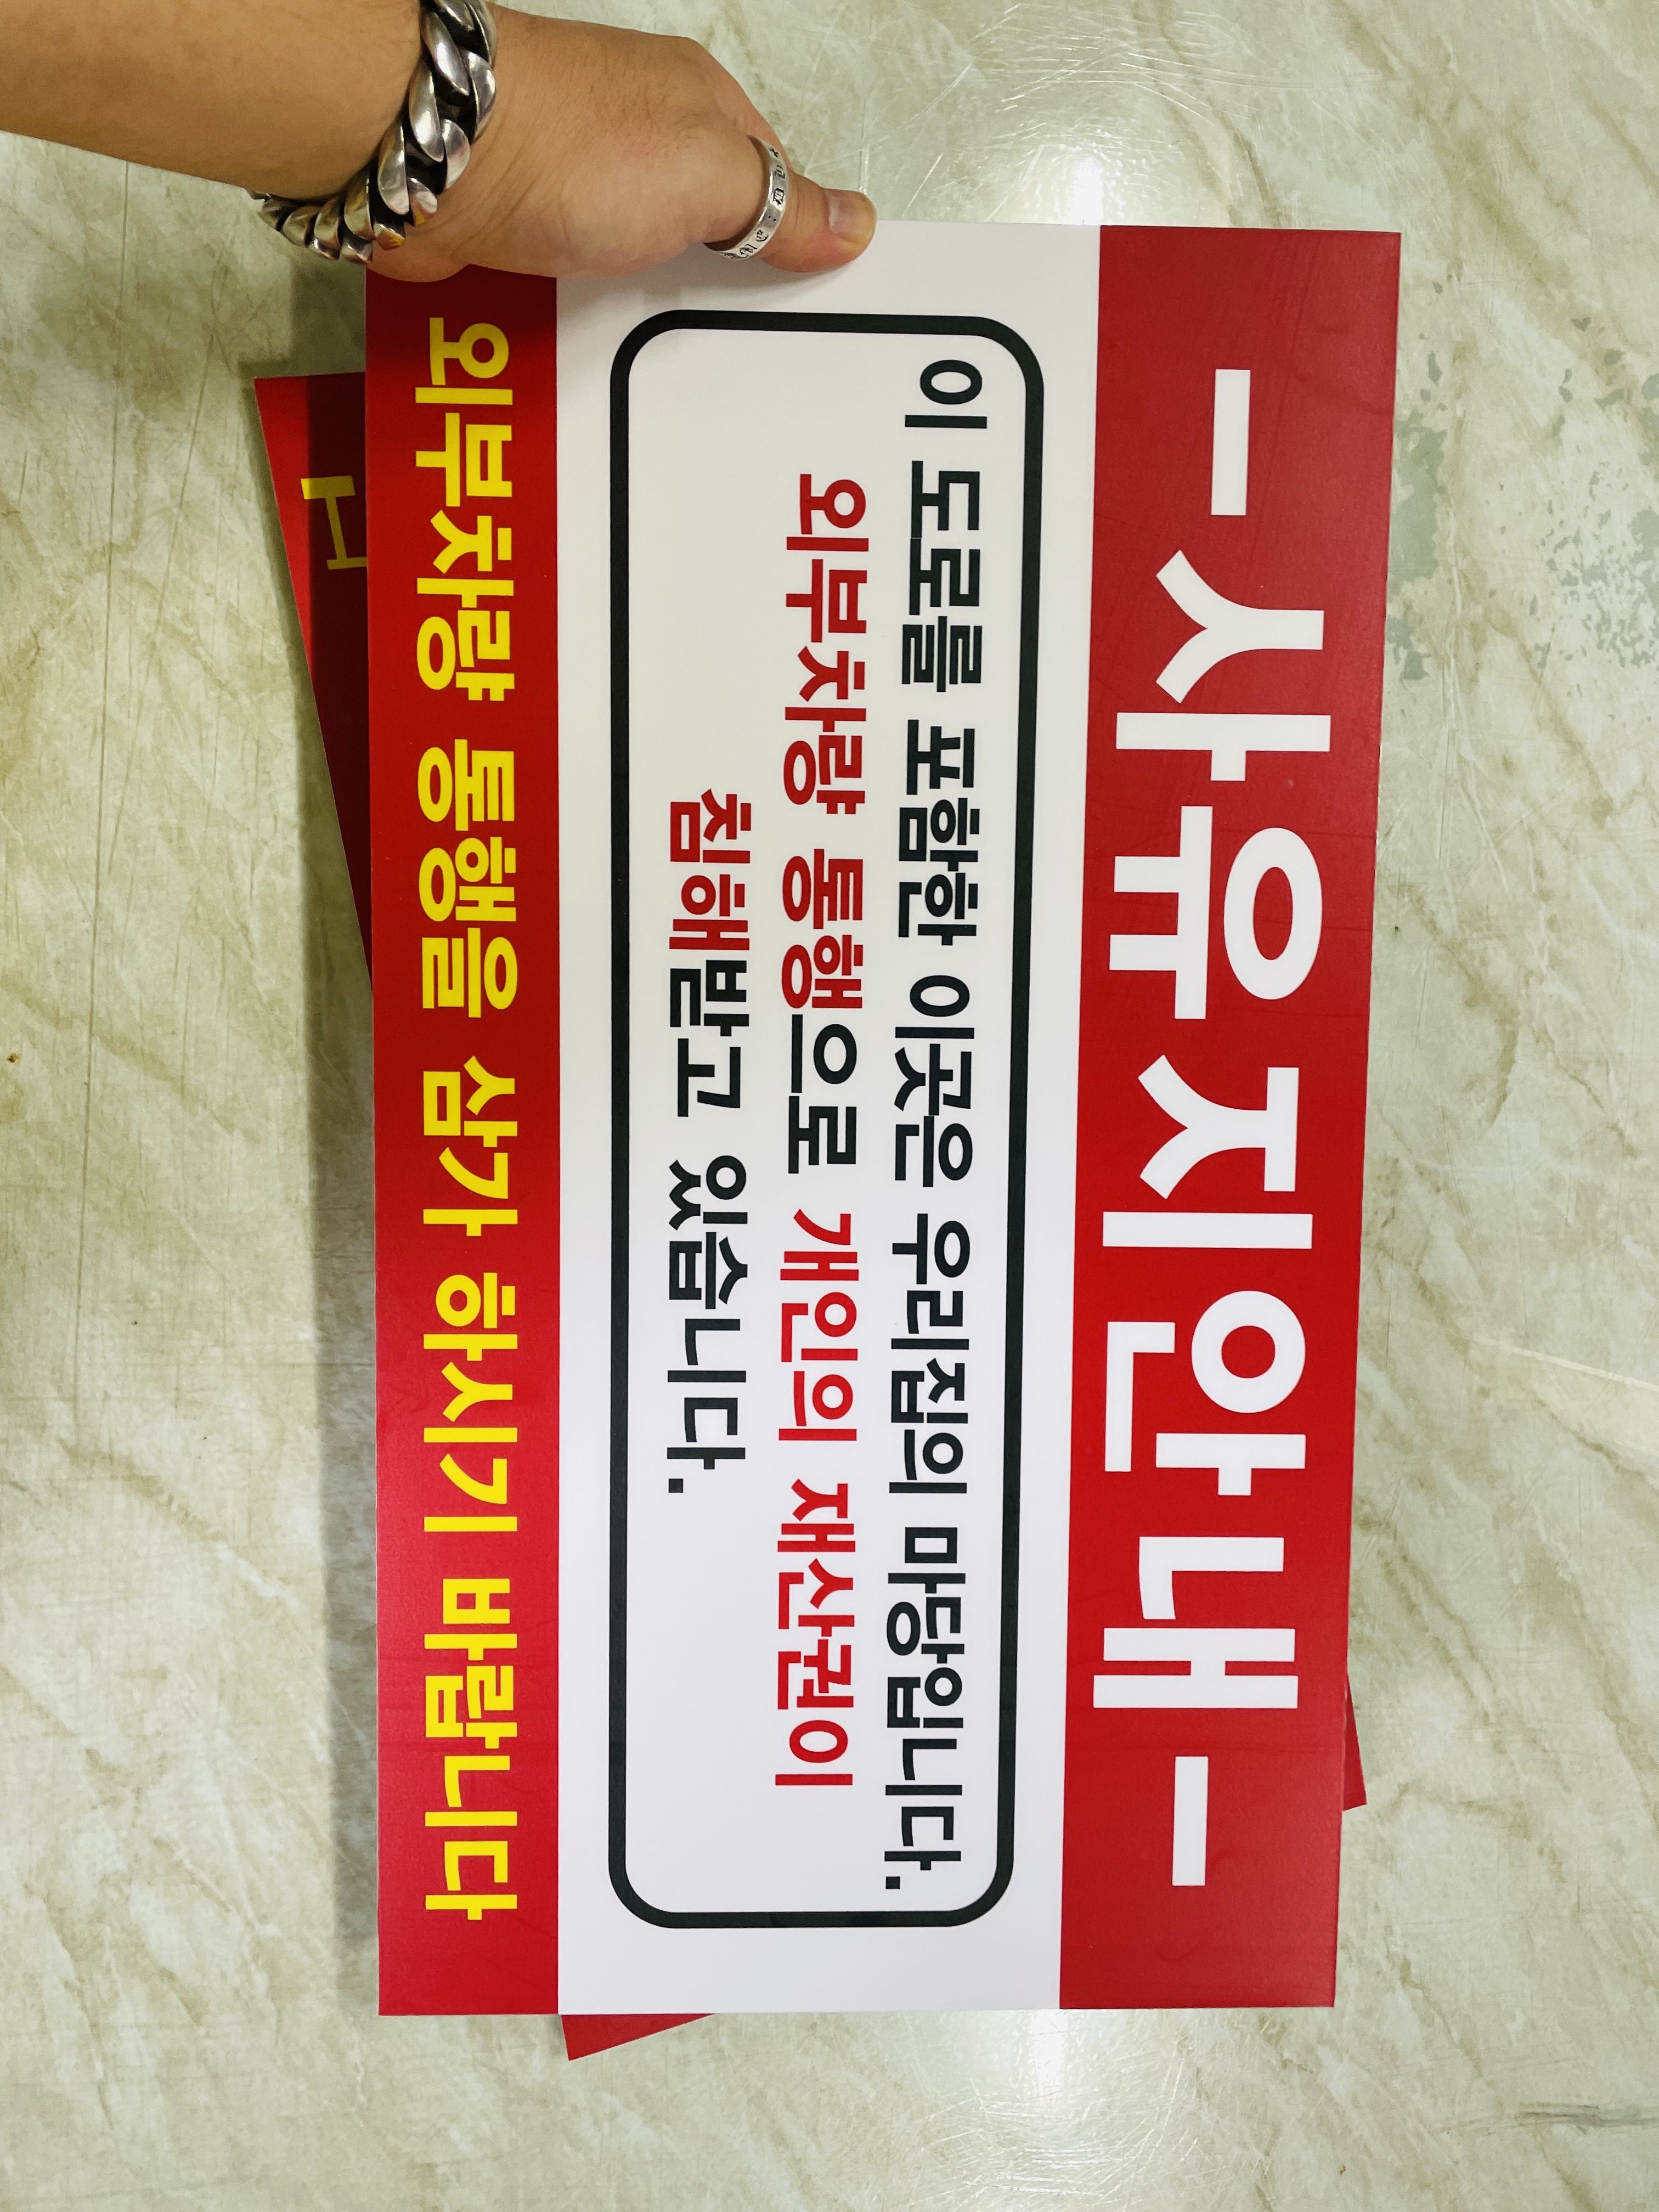 - 사유지안내 -
이 도로를 포함한 이곳은 우리집의 마당입니다.
외부차량 통행으로 개인의 재산권이
침해받고 있습니다.
외부차량 통행을 삼가 하시기 바랍니다